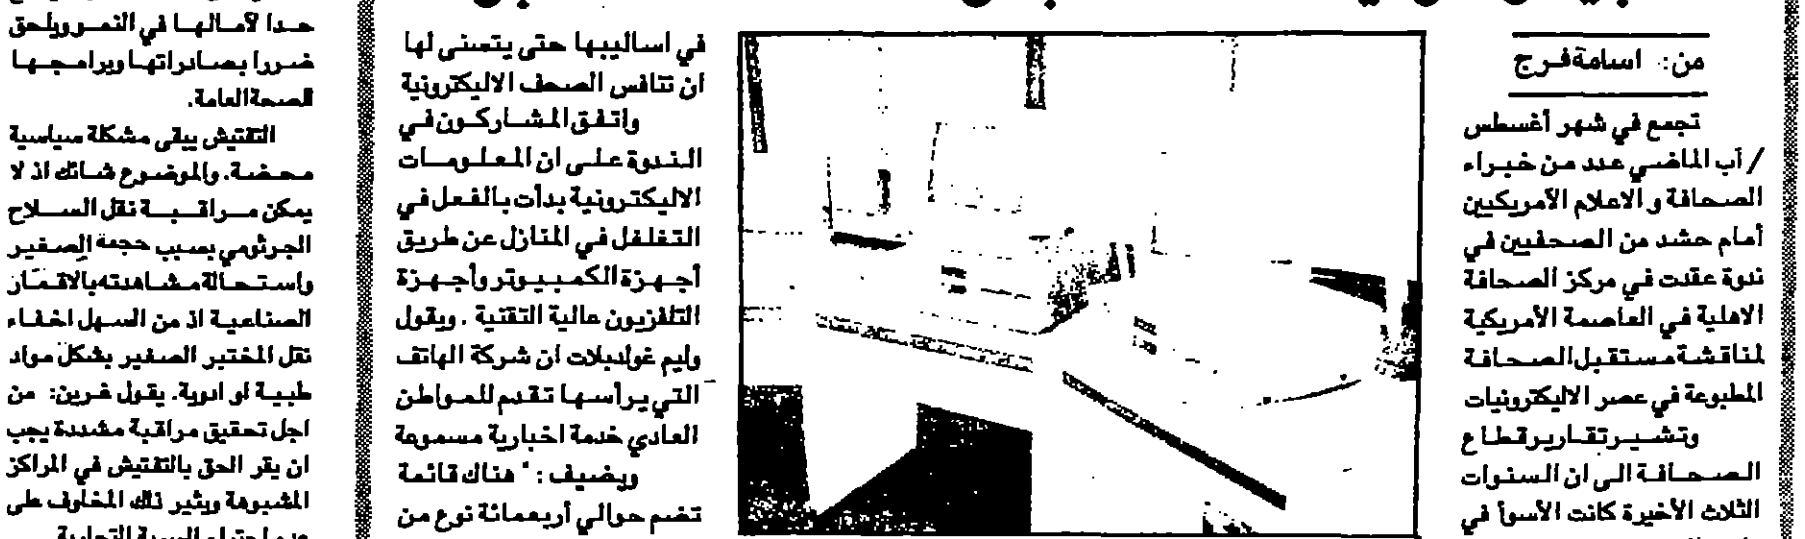 من: اسامة فرج
تجمع في شهر أغسطس
/ أب الماضي عدد من خبراء
الصحافة و الاعلام الأمريكيين
أمام حشد من الصحفيين في
ندوة عقدت في مركز الصحافة
الاهلية في العاصمة الأمريكية
لمناقشة مستقبل الصحافة
المطبوعة في عصر الاليكترونيات
وتشير تقارير قطاع
الصحافة الى ان السنوات
الثلاث الأخيرة كانت الأسوأ في
في اساليبها حتى يتسنى لها
ان تتافس الصحف الاليكترونية
واتفق المشاركون في
الندوة على ان المعلومات
الاليكترونية بدأت بالفعل في
التغلغل في المنازل عن طريق
أجهزة الكمبيوتر وأجهزة
التلفزيون عالية التقنية . ويقول
وليم غولدبلات ان شركة الهاتف
التي يرأسها تقدم للمواطن
العادي خدمة اخبارية مسموعة
ويضيف : " هناك قائمة
تضم حوالي أربعمائة نوع من
حدا لآمالها في النمو ويلحق
ضررا بصادراتها وبرامجها
للصحة العامة.
التفتيش يبقى مشكلة سياسية
محضة. والموضوع شائك اذ لا
يمكن مراقبة نقل السلاح
الجرثومي بسبب حجمه الصغير
واستحالة مشاهدته بالاقمار
الصناعية اذ من السهل اخفاء
نقل المختبر الصغير بشكل مواد
طبية او ادوية. يقول غرين: من
اجل تحقيق مراقبة مشددة يجب
ان يقر الحق بالتفتيش في المراكز
المشبوهة ويثير ذلك المخاوف على